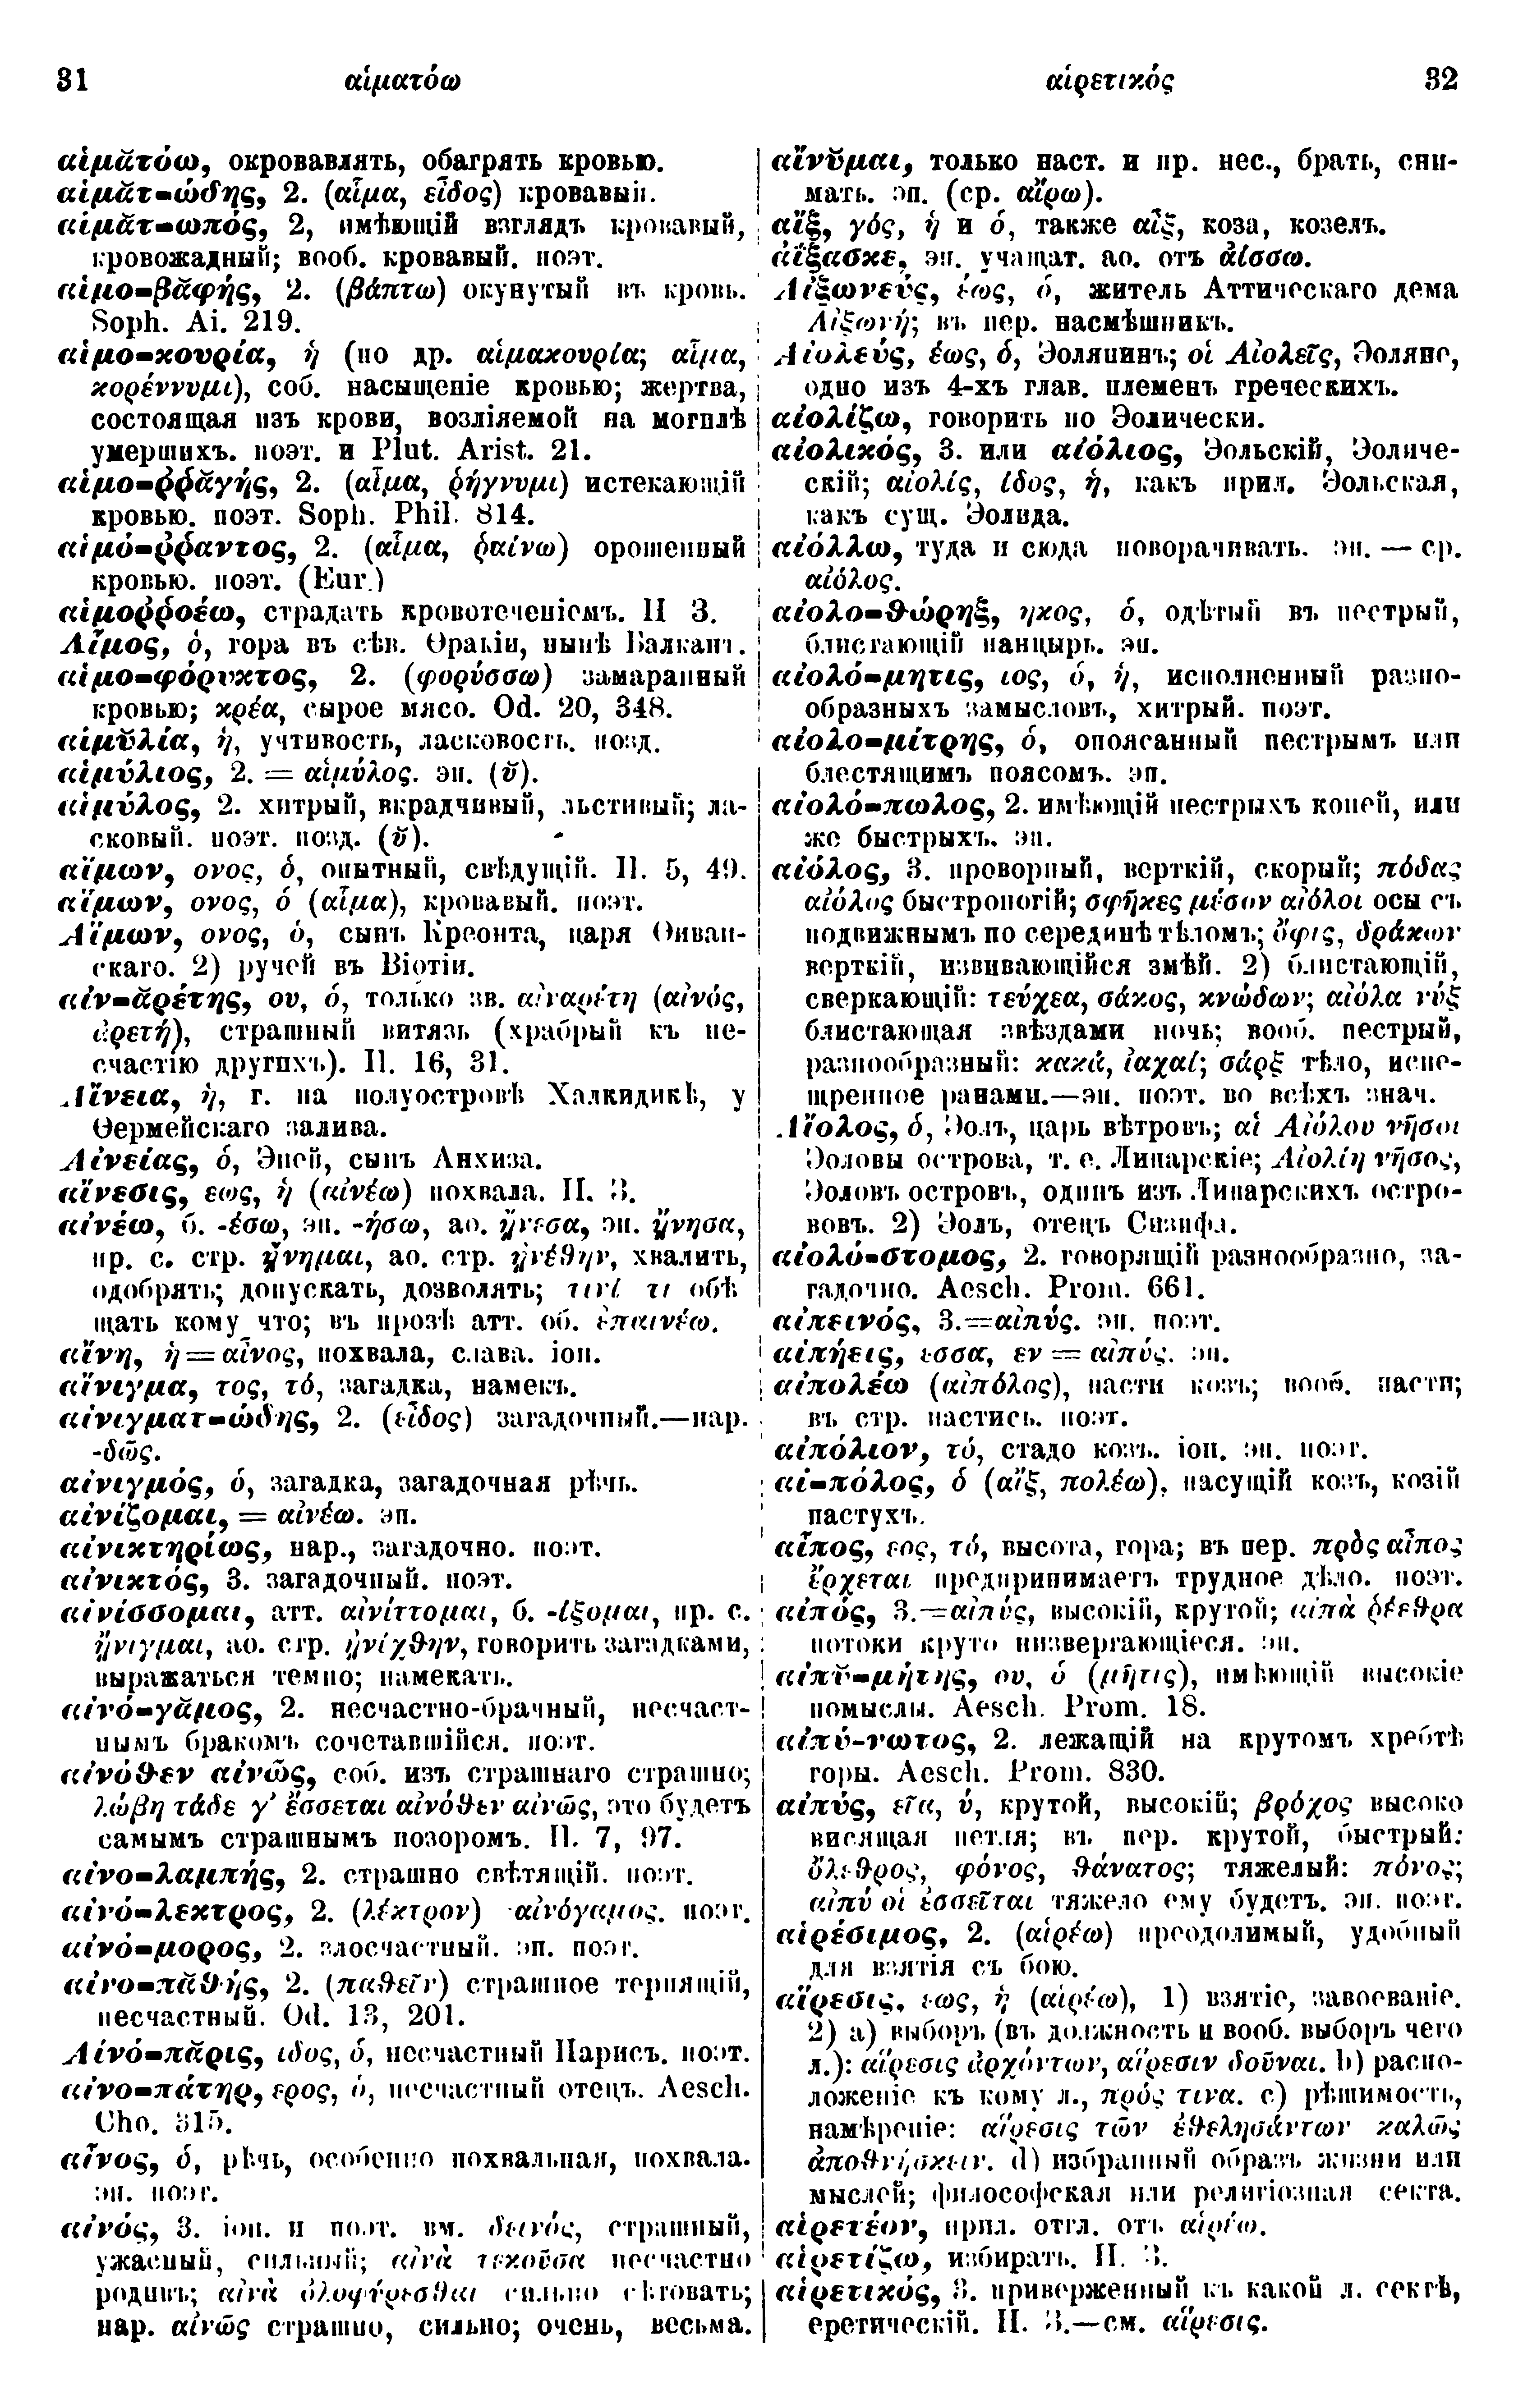 31 αἱματόω
αἱρετικός 32
αἱμᾰτόω, окровавлять, обагрять кровью.
αἱμᾰτ-ώδης, 2. (αἷμα, εἶδος) кровавый.
αἱμᾰτ-ωπός, 2, имѣющій взглядъ кровавый,
кровожадный; вооб. кровавый. поэт.
αἱμο-βᾰφής, 2. (βάπτω) окунутый въ кровь.
Soph. Ai. 219.
αἱμο-κουρία, ἡ (по др. αἱμακουρία; αἷμα,
κορέννυμι), соб. насыщеніе кровью; жертва,
состоящая изъ крови, возліяемой на могилѣ
умершихъ. поэт. и Plut. Arist. 21.
αἱμο-ῤῥᾰγής, 2. (αἷμα, ῥήγνυμι) истекающій
кровью. поэт. Soph. Phil. 814.
αἱμό-ῤῥαντος, 2. (αἷμα, ῥαίνω) орошенный
кровью. поэт. (Eur.)
αἱμοῤῥοέω, страдать кровотеченіемъ. Н З.
Αἷμος, ὁ, гора въ сѣв. Ѳракіи, нынѣ Балканъ.
αἱμο-φόρυκτος, 2. (φορύσσω) замаранный
кровью; κρέα, сырое мясо. Od. 20, 348.
αἱμῠλία, ἡ, учтивость, ласковость. позд.
αἱμύλιος, 2. = αἱμύλος. эп. (ῠ).
αἱμύλος, 2. хитрый, вкрадчивый, льстивый; ла-
сковый. поэт. позд. (ῠ).
αἵμων, ονος, ὁ, опытный, свѣдущій. Il. 5, 49.
αἵμων, ονος, ὁ (αἷμα), кровавый. поэт.
Αἵμων, ονος, ὁ, сынъ Креонта, царя Ѳиван-
скаго. 2) ручей въ Віотіи.
αἰν-ᾰρέτης, ου, ὁ, только зв. αἰναρέτη (αἰνός,
ἀρετή), страшный витязь (храбрый къ не-
счастію другихъ). Il. 16, 31.
Αἴνεια, ἡ, г. на полуостровѣ Халкидикѣ, у
Ѳермейскаго залива.
Αἰνείας, ὁ, Эней, сынъ Анхиза.
αἴνεσις, εως, ἡ (αἰνέω) похвала. Н. З.
αἰνέω, б. -έσω, эп. -ήσω, ао. ᾔνεσα, эп. ᾔνησα,
пр. с. стр. ᾔνημαι, ао. стр. ᾐνέθην, хвалить,
одобрять; допускать, дозволять; τινί τι обѣ
щать кому что; въ прозѣ атт. об. ἐπαινέω.
αἴνη, ἡ = αἶνος, похвала, слава. іон.
αἴνιγμα, τος, τό, загадка, намекъ.
αἰνιγματ-ώδης, 2. (εἶδος) загадочный.—нар.
-δῶς.
αἰνιγμός, ὁ, загадка, загадочная рѣчь.
αἰνίζομαι, = αἰνέω. эп.
αἰνικτηρίως, нар., загадочно. поэт.
αἰνικτός, 3. загадочный. поэт.
αἰνίσσομαι, атт. αἰνίττομαι, б. -ίξομαι, пр. с.
ᾔνιγμαι, ао. стр. ᾐνίχθην, говорить загадками,
выражаться темно; намекать.
αἰνό-γᾰμος, 2. несчастно-брачный, несчаст-
нымъ бракомъ сочетавшійся. поэт.
αἰνόθεν αἰνῶς, соб. изъ страшнаго страшно;
λώβη τάδε γ’ ἔσσεται αἰνόθεν αἰνῶς, это будетъ
самымъ страшнымъ позоромъ. Il. 7, 97.
αἰνο-λαμπής, 2. страшно свѣтящій. поэт.
αἰνό-λεκτρος, 2. (λέκτρον) αἰνόγαμος. поэт.
αἰνό-μορος, 2. злосчастный. эп. поэт.
αἰνο-πᾰθής, 2. (παθεῖν) страшное терпящій,
несчастный. Od. 13, 201.
Αἰνό-πᾰρις, ιδος, ὁ, несчастный Парисъ. поэт.
αἰνο-πάτηρ, ερος, ὁ, несчастный отецъ. Aesch.
Cho. 315.
αἶνος, ὁ, рѣчь, особенно похвальная, похвала.
эп. поэт.
αἰνός, 3. іон. и поэт. вм. δεινός, страшный,
ужасный, сильный; αἰνὰ τεκοῦσα несчастно
родивъ; αἰνὰ ὀλοφύρεσθαι сильно сѣтовать;
нар. αἰνῶς страшно, сильно; очень, весьма.
αἴνῠμαι, только наст. и пр. нес., брать, сни-
мать. эп. (ср. αἴρω).
αἴξ, γός, ἡ и ὁ, также αἶξ, коза, козелъ.
ἀΐξασκε, эп. учащат. ао. отъ ἀίσσω.
Αἰξωνεύς, έως, ὁ, житель Аттическаго дема
Αἰξωνή; въ пер. насмѣшникъ.
Αἰολεύς, έως, ὁ, Эолянинъ; οἱ Αἰολεῖς, Эоляне,
одно изъ 4-хъ глав. племенъ греческихъ.
αἰολίζω, говорить по Эолически.
αἰολικός, 3. или αἰόλιος, Эольскій, Эоличе-
скій; αἰολίς, ίδος, ἡ, какъ прил. Эольская,
какъ сущ. Эолида.
αἰόλλω, туда и сюда поворачивать. эп. — ср.
αἰόλος.
αἰολο-θώρηξ, ηκος, ὁ, одѣтый въ пестрый,
блистающій панцырь. эп.
αἰολό-μητις, ιος, ὁ, ἡ, исполненный разно-
образныхъ замысловъ, хитрый. поэт.
αἰολο-μίτρης, ὁ, опоясанный пестрымъ или
блестящимъ поясомъ. эп.
αἰολό-πωλος, 2. имѣющій пестрыхъ коней, или
же быстрыхъ. эп.
αἰόλος, 3. проворный, верткій, скорый; πόδας
αἰόλος быстроногій; σφῆκες μέσον αἰόλοι осы съ
подвижнымъ по серединѣ тѣломъ; ὄφις, δράκων
верткій, извивающійся змѣй. 2) блистающій,
сверкающій: τεύχεα, σάκος, κνώδων; αἰόλα νύξ
блистающая звѣздами ночь; вооб. пестрый,
разнообразный: κακά, ἰαχαί; σάρξ тѣло, испе-
щренное ранами.—эп. поэт. во всѣхъ знач.
Αἴολος, ὁ, Эолъ, царь вѣтровъ; αἱ Αἰόλου νῆσοι
Эоловы острова, т. е. Липарскіе; Αἰολίη νῆσος,
Эоловъ островъ, одинъ изъ Липарскихъ остро-
вовъ. 2) Эолъ, отецъ Сизифа.
αἰολό-στομος, 2. говорящій разнообразно, за-
гадочно. Aesch. Prom. 661.
αἰπεινός, 3.=αἰπύς. эп. поэт.
αἰπήεις, εσσα, εν = αἰπύς. эп.
αἰπολέω (αἰπόλος), пасти козъ; вооб. пасти;
въ стр. пастись. поэт.
αἰπόλιον, τό, стадо козъ. іон. эп. поэт.
αἰ-πόλος, ὁ (αἴξ, πολέω), пасущій козъ, козій
пастухъ.
αἶπος, εος, τό, высота, гора; въ пер. πρὸς αἶπος
ἔρχεται предпринимаетъ трудное дѣло. поэт.
αἰπός, 3.=αἰπύς, высокій, крутой; αἰπὰ ῥέεθρα
потоки круто низвергающіеся. эп.
αἰπῠ-μήτης, ου, ὁ (μῆτις), имѣющій высокіе
помыслы. Aesch. Prom. 18.
αἰπύ-νωτος, 2. лежащій на крутомъ хребтѣ
горы. Aesch. Prom. 830.
αἰπύς, εῖα, ύ, крутой, высокій; βρόχος высоко
висящая петля; въ пер. крутой, быстрый:
ὄλεθρος, φόνος, θάνατος; тяжелый: πόνος;
αἰπύ οἱ ἐσσεῖται тяжело ему будетъ. эп. поэт.
αἱρέσιμος, 2. (αἱρέω) преодолимый, удобный
для взятія съ бою.
αἵρεσις, εως, ἡ (αἱρέω), 1) взятіе, завоеваніе.
2) a) выборъ (въ должность и вооб. выборъ чего
л.): αἵρεσις ἀρχόντων, αἵρεσιν δοῦναι. b) распо-
ложеніе къ кому л., πρός τινα. c) рѣшимость,
намѣреніе: αἵρεσις τῶν ἐθελησάντων καλῶς
ἀποθνήσκειν. d) избранный образъ жизни или
мыслей; философская или религіозная секта.
αἱρετέον, прил. отгл. отъ αἱρέω.
αἱρετίζω, избирать. Н. З.
αἱρετικός, 3. приверженный къ какой л. сектѣ,
еретическій. Н. З.—см. αἵρεσις.